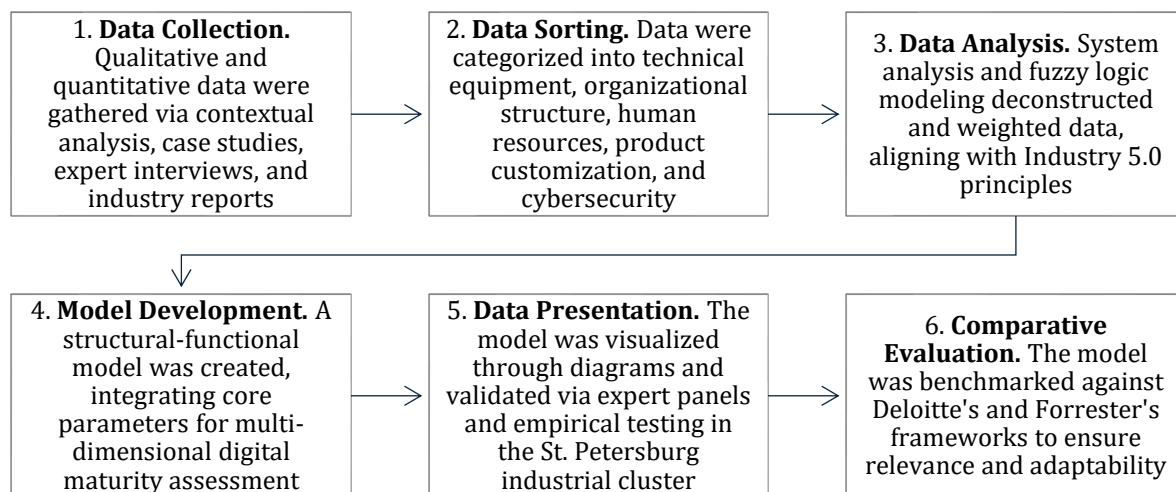 1. Data Collection.
Qualitative and
quantitative data were
gathered via contextual
analysis, case studies,
expert interviews, and
industry reports
2. Data Sorting. Data were
categorized into technical
equipment, organizational
structure, human
resources, product
customization, and
cybersecurity
3. Data Analysis. System
analysis and fuzzy logic
modeling deconstructed
and weighted data,
aligning with Industry 5.0
principles
4. Model Development. A
structural-functional
model was created,
integrating core
parameters for multi-
dimensional digital
maturity assessment
5. Data Presentation. The
model was visualized
through diagrams and
validated via expert panels
and empirical testing in
the St. Petersburg
industrial cluster
6. Comparative
Evaluation. The model
was benchmarked against
Deloitte's and Forrester's
frameworks to ensure
relevance and adaptability